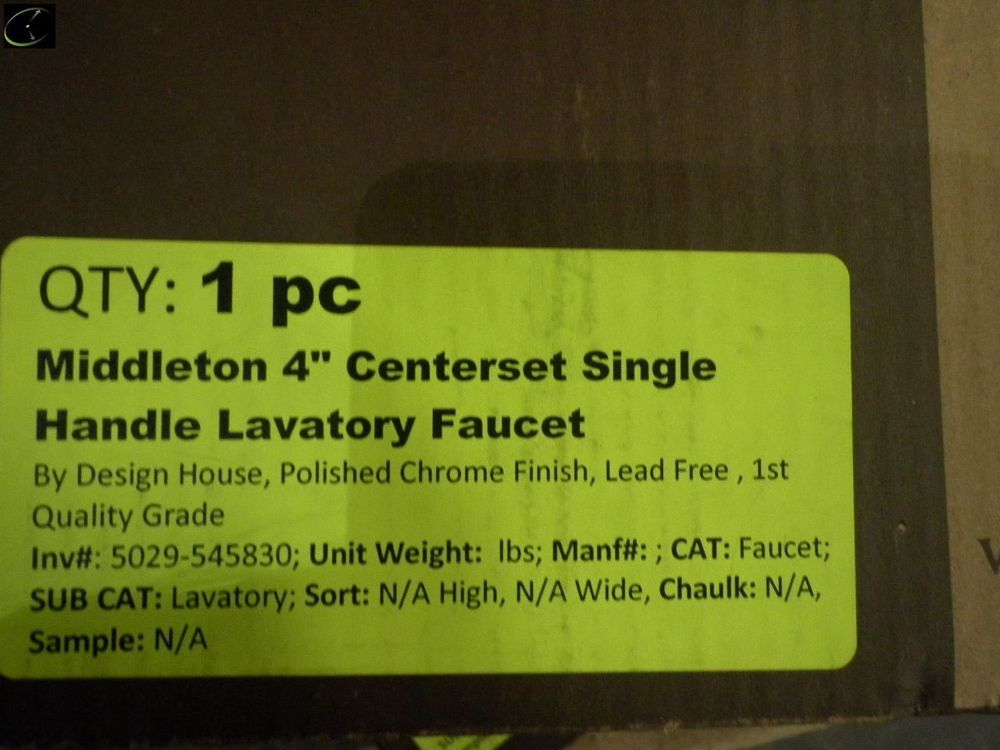 QTY: 1 pc
Middleton 4" Centerset Single
Handle Lavatory Faucet
By Design House, Polished Chrome Finish, Lead Free , 1st
Quality Grade
Inv#: 5029-545830; Unit Weight:  lbs; Manf#: ; CAT: Faucet;
SUB CAT: Lavatory; Sort: N/A High, N/A Wide, Chaulk: N/A,
Sample: N/A